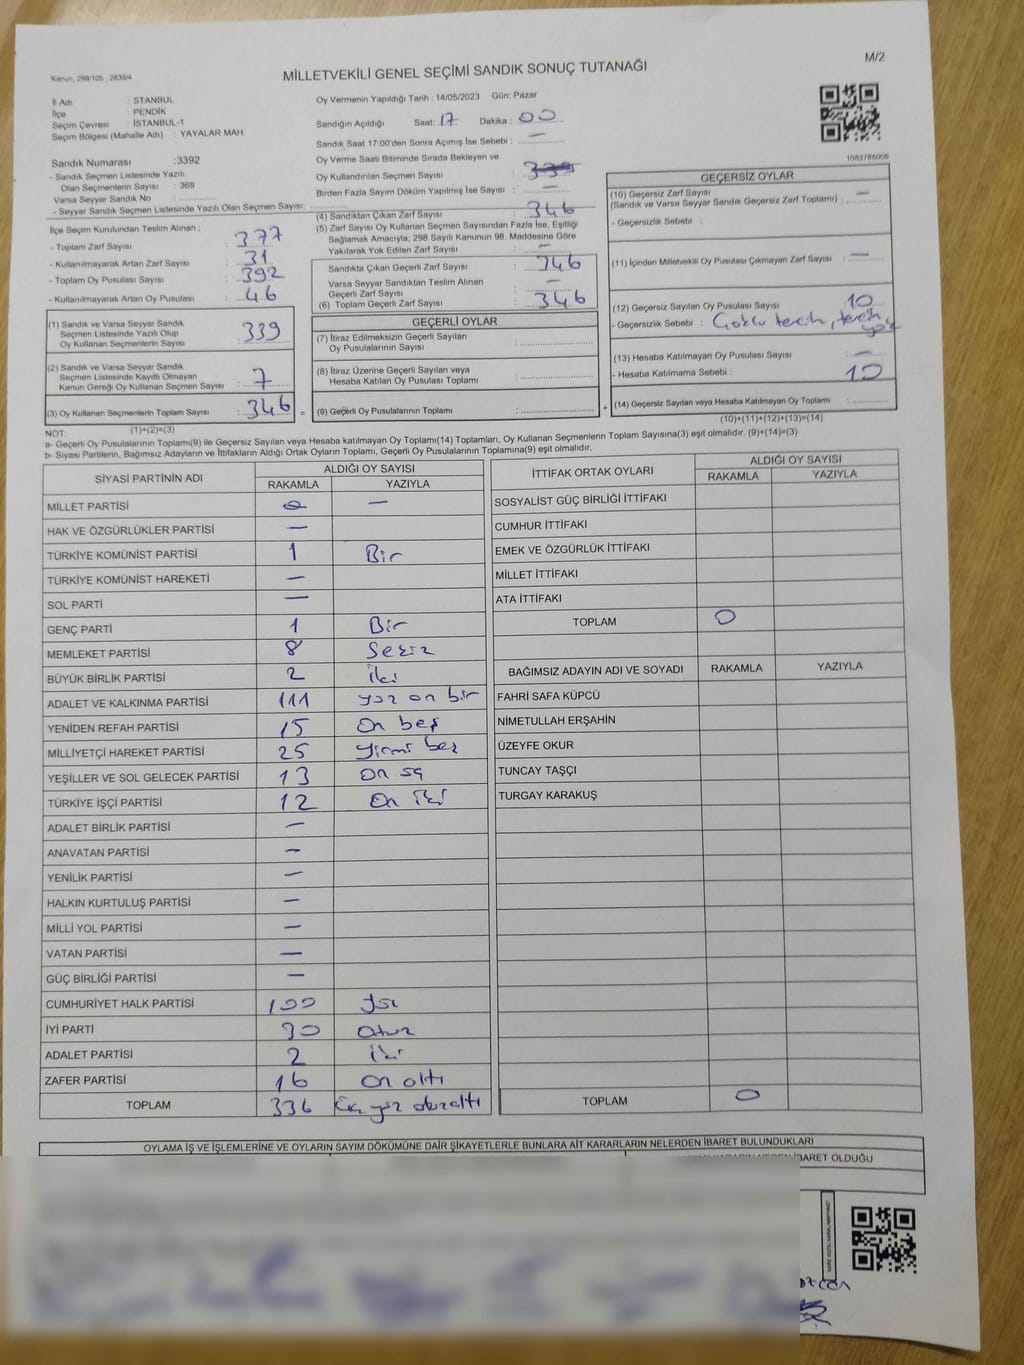 M/2
Kanun, 298/105 , 2839/4
MİLLETVEKİLİ GENEL SEÇİMİ SANDIK SONUÇ TUTANAĞI
İl Adı : STANBUL
İlçe : PENDİK
Seçim Çevresi : İSTANBUL-1
Seçim Bölgesi (Mahalle Adı) : YAYALAR MAH.
Sandık Numarası :3392
- Sandık Seçmen Listesinde Yazılı
Olan Seçmenlerin Sayısı : 369
Varsa Seyyar Sandık No :
- Seyyar Sandık Seçmen Listesinde Yazılı Olan Seçmen Sayısı:
İlçe Seçim Kurulundan Teslim Alınan ;
- Toplam Zarf Sayısı : 377
- Kullanılmayarak Artan Zarf Sayısı : 31
- Toplam Oy Pusulası Sayısı : 392
- Kullanılmayarak Artan Oy Pusulası : 46
(1) Sandık ve Varsa Seyyar Sandık
Seçmen Listesinde Yazılı Olup
Oy Kullanan Seçmenlerin Sayısı : 339
(2) Sandık ve Varsa Seyyar Sandık
Seçmen Listesinde Kayıtlı Olmayan
Kanun Gereği Oy Kullanan Seçmen Sayısı : 7
(3) Oy Kullanan Seçmenlerin Toplam Sayısı : 346
(1)+(2)=(3)
Oy Vermenin Yapıldığı Tarih : 14/05/2023 Gün: Pazar
Sandığın Açıldığı Saat: 17 Dakika : 00
Sandık Saat 17:00'den Sonra Açımış İse Sebebi : —
Oy Verme Saati Bitiminde Sırada Bekleyen ve
Oy Kullandırılan Seçmen Sayısı : 339
Birden Fazla Sayım Döküm Yapılmış İse Sayısı : —
(4) Sandıktan Çıkan Zarf Sayısı : 346
(5) Zarf Sayısı Oy Kullanan Seçmen Sayısından Fazla İse, Eşitliği
Sağlamak Amacıyla; 298 Sayılı Kanunun 98. Maddesine Göre
Yakılarak Yok Edilen Zarf Sayısı : —
Sandıkta Çıkan Geçerli Zarf Sayısı : 346
Varsa Seyyar Sandıktan Teslim Alınan
Geçerli Zarf Sayısı : —
(6) Toplam Geçerli Zarf Sayısı : 346
GEÇERLİ OYLAR
(7) İtiraz Edilmeksizin Geçerli Sayılan
Oy Pusulalarının Sayısı :
(8) İtiraz Üzerine Geçerli Sayılan veya
Hesaba Katılan Oy Pusulası Toplamı :
= (9) Geçerli Oy Pusulalarının Toplamı :
1683785006
GEÇERSİZ OYLAR
(10) Geçersiz Zarf Sayısı
(Sandık ve Varsa Seyyar Sandık Geçersiz Zarf Toplamı) : —
- Geçersizlik Sebebi :
(11) İçinden Milletvekili Oy Pusulası Çıkmayan Zarf Sayısı : —
(12) Geçersiz Sayılan Oy Pusulası Sayısı : 10
- Geçersizlik Sebebi : Çoklu tercih, tercih
yok
(13) Hesaba Katılmayan Oy Pusulası Sayısı : —
- Hesaba Katılmama Sebebi : 10
+ (14) Geçersiz Sayılan veya Hesaba Katılmayan Oy Toplamı :
(10)+(11)+(12)+(13)=(14)
NOT:
a- Geçerli Oy Pusulalarının Toplamı(9) ile Geçersiz Sayılan veya Hesaba katılmayan Oy Toplamı(14) Toplamları, Oy Kullanan Seçmenlerin Toplam Sayısına(3) eşit olmalıdır. (9)+(14)=(3)
b- Siyasi Partilerin, Bağımsız Adayların ve İttifakların Aldığı Ortak Oyların Toplamı, Geçerli Oy Pusulalarının Toplamına(9) eşit olmalıdır.
SİYASİ PARTİNİN ADI ALDIĞI OY SAYISI
RAKAMLA YAZIYLA
MİLLET PARTİSİ 0 —
HAK VE ÖZGÜRLÜKLER PARTİSİ —
TÜRKİYE KOMÜNİST PARTİSİ 1 Bir
TÜRKİYE KOMÜNİST HAREKETİ —
SOL PARTİ —
GENÇ PARTİ 1 Bir
MEMLEKET PARTİSİ 8 Sekiz
BÜYÜK BİRLİK PARTİSİ 2 iki
ADALET VE KALKINMA PARTİSİ 111 yüz on bir
YENİDEN REFAH PARTİSİ 15 On beş
MİLLİYETÇİ HAREKET PARTİSİ 25 yirmi beş
YEŞİLLER VE SOL GELECEK PARTİSİ 13 On üç
TÜRKİYE İŞÇİ PARTİSİ 12 On iki
ADALET BİRLİK PARTİSİ —
ANAVATAN PARTİSİ —
YENİLİK PARTİSİ —
HALKIN KURTULUŞ PARTİSİ —
MİLLİ YOL PARTİSİ —
VATAN PARTİSİ —
GÜÇ BİRLİĞİ PARTİSİ —
CUMHURİYET HALK PARTİSİ 100 Yüz
İYİ PARTİ 30 Otuz
ADALET PARTİSİ 2 İki
ZAFER PARTİSİ 16 On altı
TOPLAM 336 Üç yüz otuzaltı
İTTİFAK ORTAK OYLARI ALDIĞI OY SAYISI
RAKAMLA YAZIYLA
SOSYALİST GÜÇ BİRLİĞİ İTTİFAKI
CUMHUR İTTİFAKI
EMEK VE ÖZGÜRLÜK İTTİFAKI
MİLLET İTTİFAKI
ATA İTTİFAKI
TOPLAM 0
BAĞIMSIZ ADAYIN ADI VE SOYADI RAKAMLA YAZIYLA
FAHRİ SAFA KÜPCÜ
NİMETULLAH ERŞAHİN
ÜZEYFE OKUR
TUNCAY TAŞÇI
TURGAY KARAKUŞ
TOPLAM 0
OYLAMA İŞ VE İŞLEMLERİNE VE OYLARIN SAYIM DÖKÜMÜNE DAİR ŞİKAYETLERLE BUNLARA AİT KARARLARIN NELERDEN İBARET BULUNDUKLARI
İBARET OLDUĞU